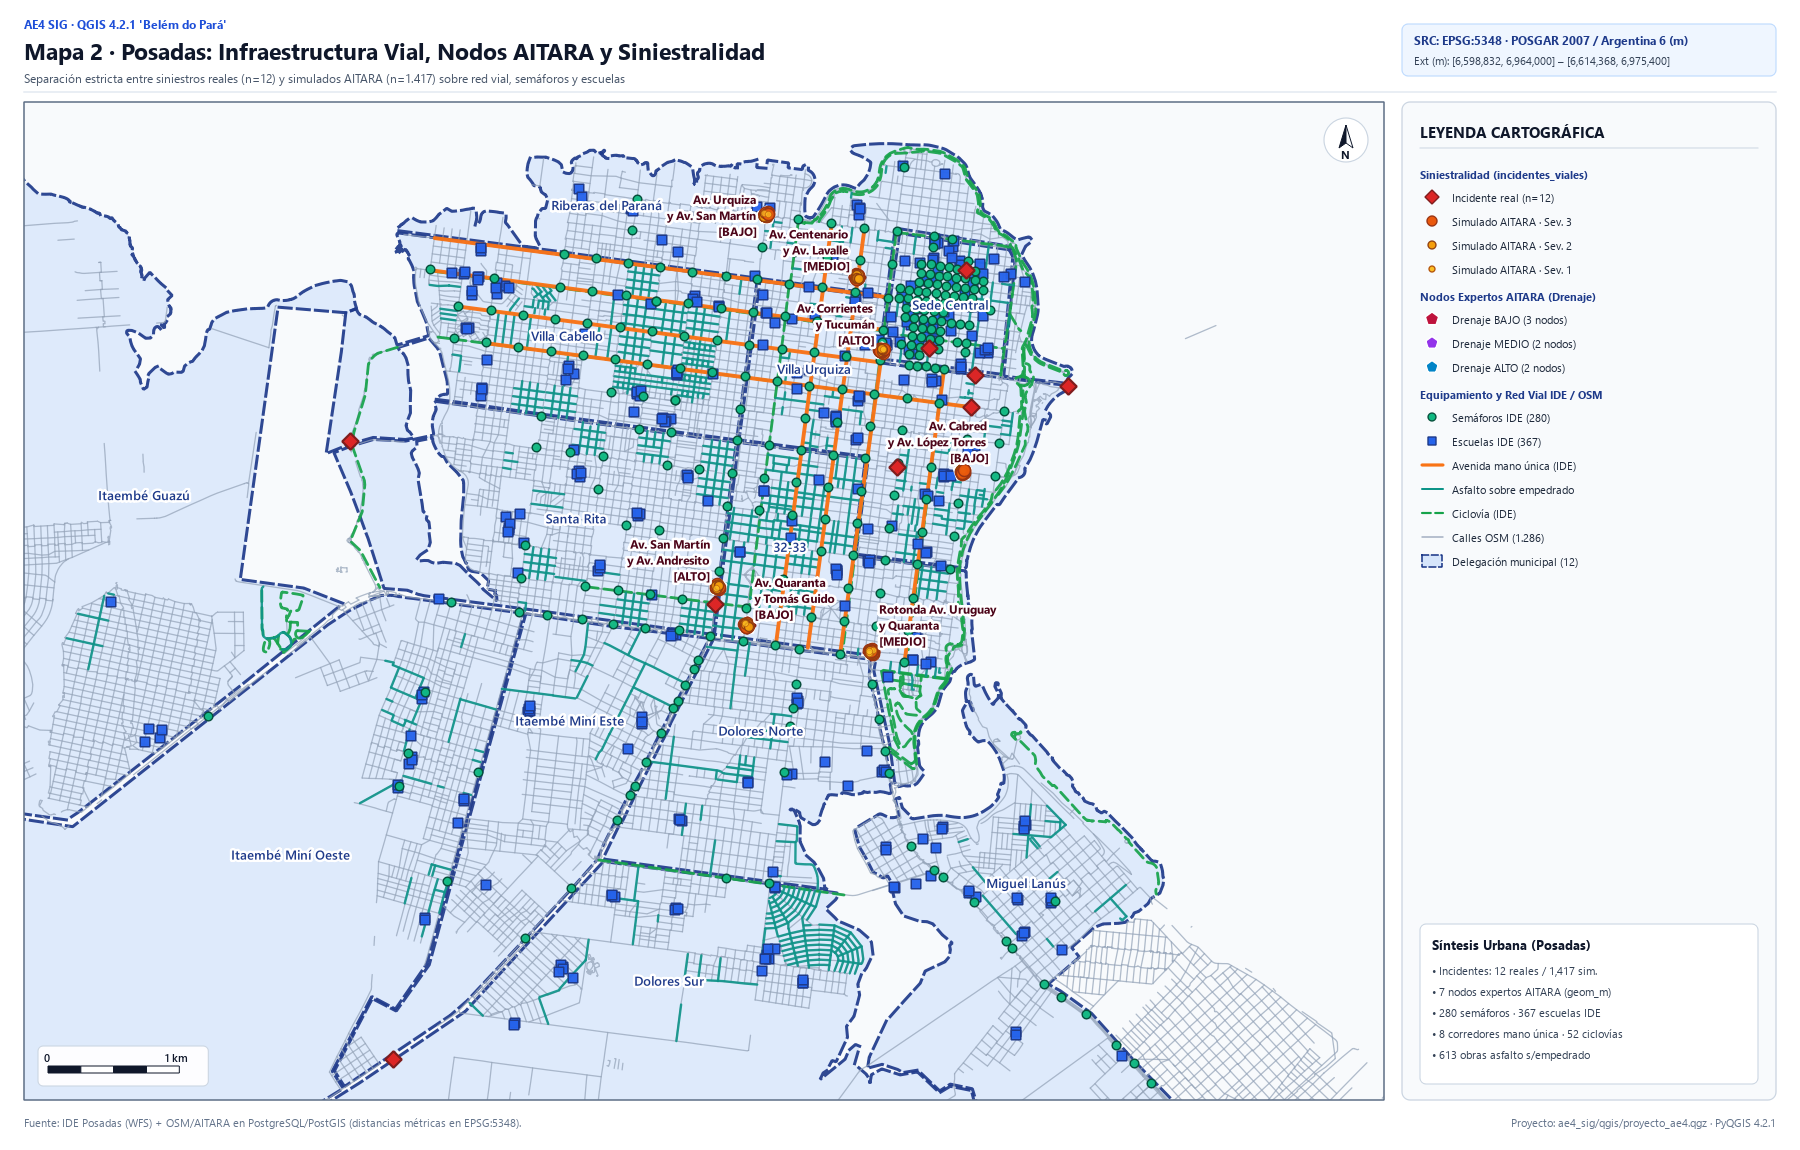 AE4 SIG · QGIS 4.2.1 'Belém do Pará'
Mapa 2 · Posadas: Infraestructura Vial, Nodos AITARA y Siniestralidad
Separación estricta entre siniestros reales (n=12) y simulados AITARA (n=1.417) sobre red vial, semáforos y escuelas
SRC: EPSG:5348 · POSGAR 2007 / Argentina 6 (m)
Ext (m): [6,598,832, 6,964,000] – [6,614,368, 6,975,400]
N
Riberas del Paraná
Av. Urquiza
y Av. San Martín
[BAJO]
Av. Centenario
y Av. Lavalle
[MEDIO]
Sede Central
Av. Corrientes
y Tucumán
[ALTO]
Villa Cabello
Villa Urquiza
Av. Cabred
y Av. López Torres
[BAJO]
Itaembé Guazú
Santa Rita
32-33
Av. San Martín
y Av. Andresito
[ALTO]
Av. Quaranta
y Tomás Guido
[BAJO]
Rotonda Av. Uruguay
y Quaranta
[MEDIO]
Itaembé Miní Este
Dolores Norte
Itaembé Miní Oeste
Miguel Lanús
Dolores Sur
0 1 km
LEYENDA CARTOGRÁFICA
Siniestralidad (incidentes_viales)
Incidente real (n=12)
Simulado AITARA · Sev. 3
Simulado AITARA · Sev. 2
Simulado AITARA · Sev. 1
Nodos Expertos AITARA (Drenaje)
Drenaje BAJO (3 nodos)
Drenaje MEDIO (2 nodos)
Drenaje ALTO (2 nodos)
Equipamiento y Red Vial IDE / OSM
Semáforos IDE (280)
Escuelas IDE (367)
Avenida mano única (IDE)
Asfalto sobre empedrado
Ciclovía (IDE)
Calles OSM (1.286)
Delegación municipal (12)
Síntesis Urbana (Posadas)
• Incidentes: 12 reales / 1,417 sim.
• 7 nodos expertos AITARA (geom_m)
• 280 semáforos · 367 escuelas IDE
• 8 corredores mano única · 52 ciclovías
• 613 obras asfalto s/empedrado
Fuente: IDE Posadas (WFS) + OSM/AITARA en PostgreSQL/PostGIS (distancias métricas en EPSG:5348).
Proyecto: ae4_sig/qgis/proyecto_ae4.qgz · PyQGIS 4.2.1